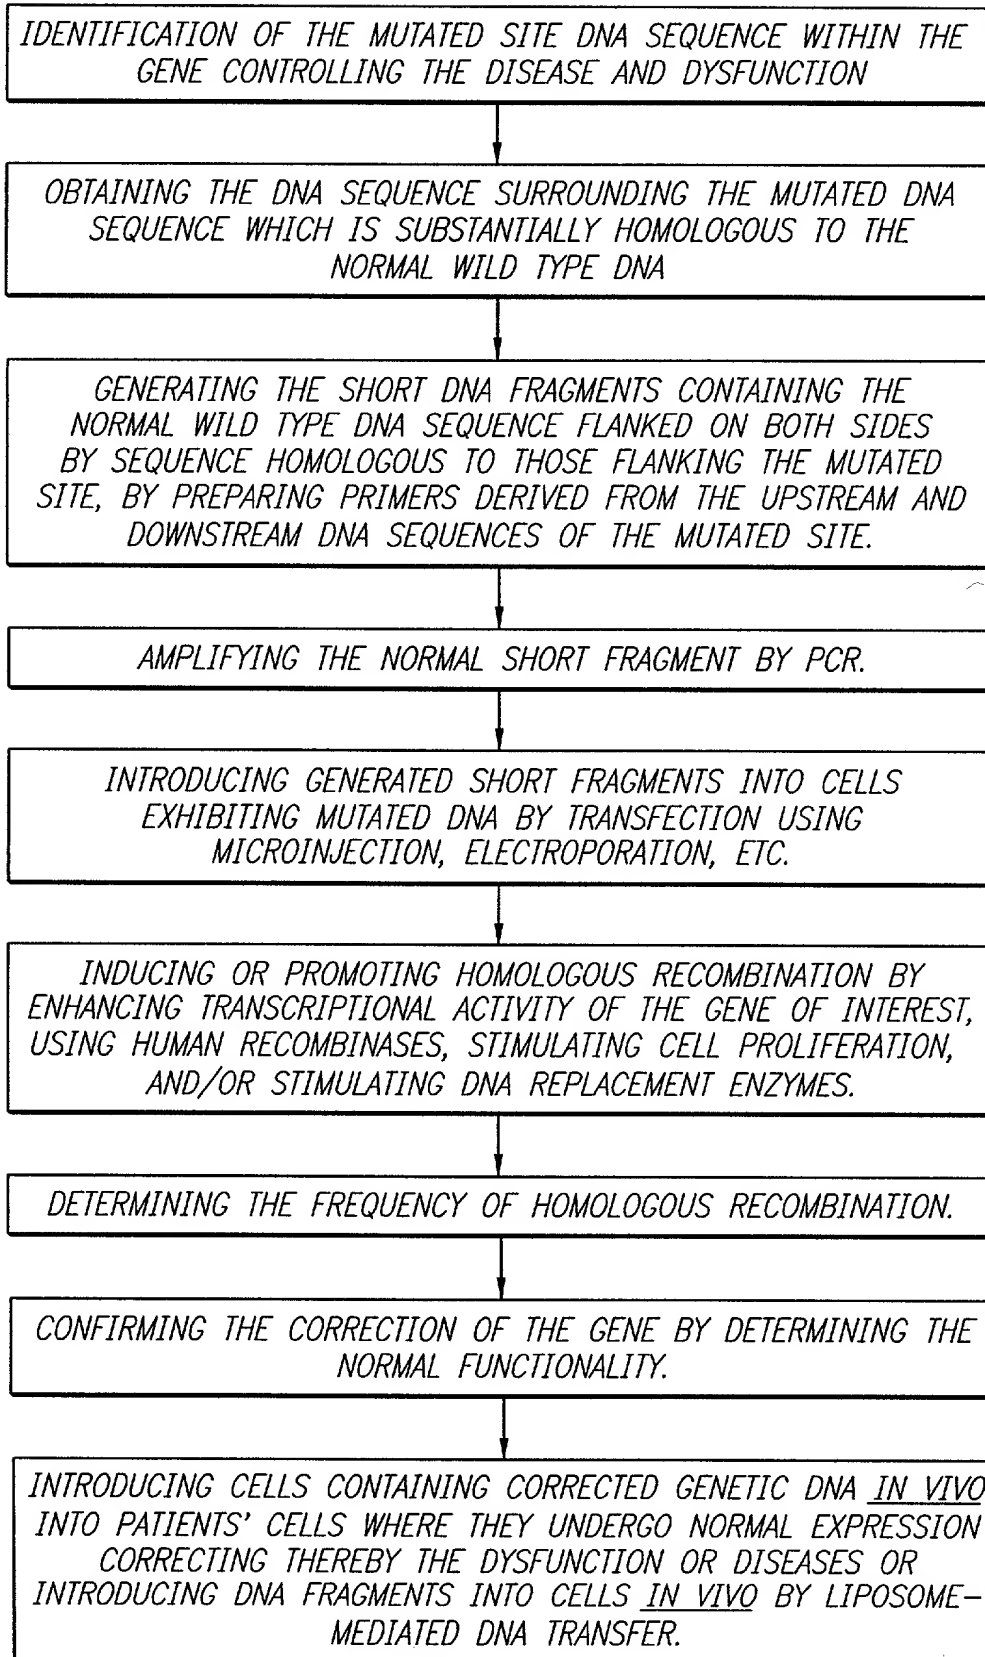 IDENTIFICATION OF THE MUTATED SITE DNA SEQUENCE WITHIN THE
GENE CONTROLLING THE DISEASE AND DYSFUNCTION
OBTAINING THE DNA SEQUENCE SURROUNDING THE MUTATED DNA
SEQUENCE WHICH IS SUBSTANTIALLY HOMOLOGOUS TO THE
NORMAL WILD TYPE DNA
GENERATING THE SHORT DNA FRAGMENTS CONTAINING THE
NORMAL WILD TYPE DNA SEQUENCE FLANKED ON BOTH SIDES
BY SEQUENCE HOMOLOGOUS TO THOSE FLANKING THE MUTATED
SITE, BY PREPARING PRIMERS DERIVED FROM THE UPSTREAM AND
DOWNSTREAM DNA SEQUENCES OF THE MUTATED SITE.
AMPLIFYING THE NORMAL SHORT FRAGMENT BY PCR.
INTRODUCING GENERATED SHORT FRAGMENTS INTO CELLS
EXHIBITING MUTATED DNA BY TRANSFECTION USING
MICROINJECTION, ELECTROPORATION, ETC.
INDUCING OR PROMOTING HOMOLOGOUS RECOMBINATION BY
ENHANCING TRANSCRIPTIONAL ACTIVITY OF THE GENE OF INTEREST,
USING HUMAN RECOMBINASES, STIMULATING CELL PROLIFERATION,
AND/OR STIMULATING DNA REPLACEMENT ENZYMES.
DETERMINING THE FREQUENCY OF HOMOLOGOUS RECOMBINATION.
CONFIRMING THE CORRECTION OF THE GENE BY DETERMINING THE
NORMAL FUNCTIONALITY.
INTRODUCING CELLS CONTAINING CORRECTED GENETIC DNA IN VIVO
INTO PATIENTS' CELLS WHERE THEY UNDERGO NORMAL EXPRESSION
CORRECTING THEREBY THE DYSFUNCTION OR DISEASES OR
INTRODUCING DNA FRAGMENTS INTO CELLS IN VIVO BY LIPOSOME-
MEDIATED DNA TRANSFER.